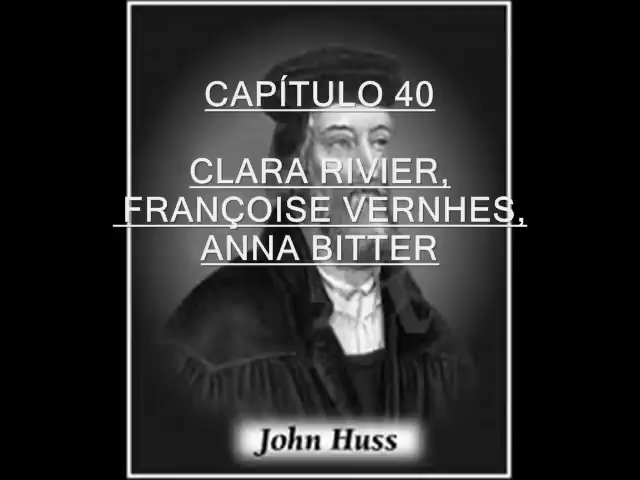 CAPÍTULO 40
CLARA RIVIER,
FRANÇOISE VERNHES,
ANNA BITTER
John Huss